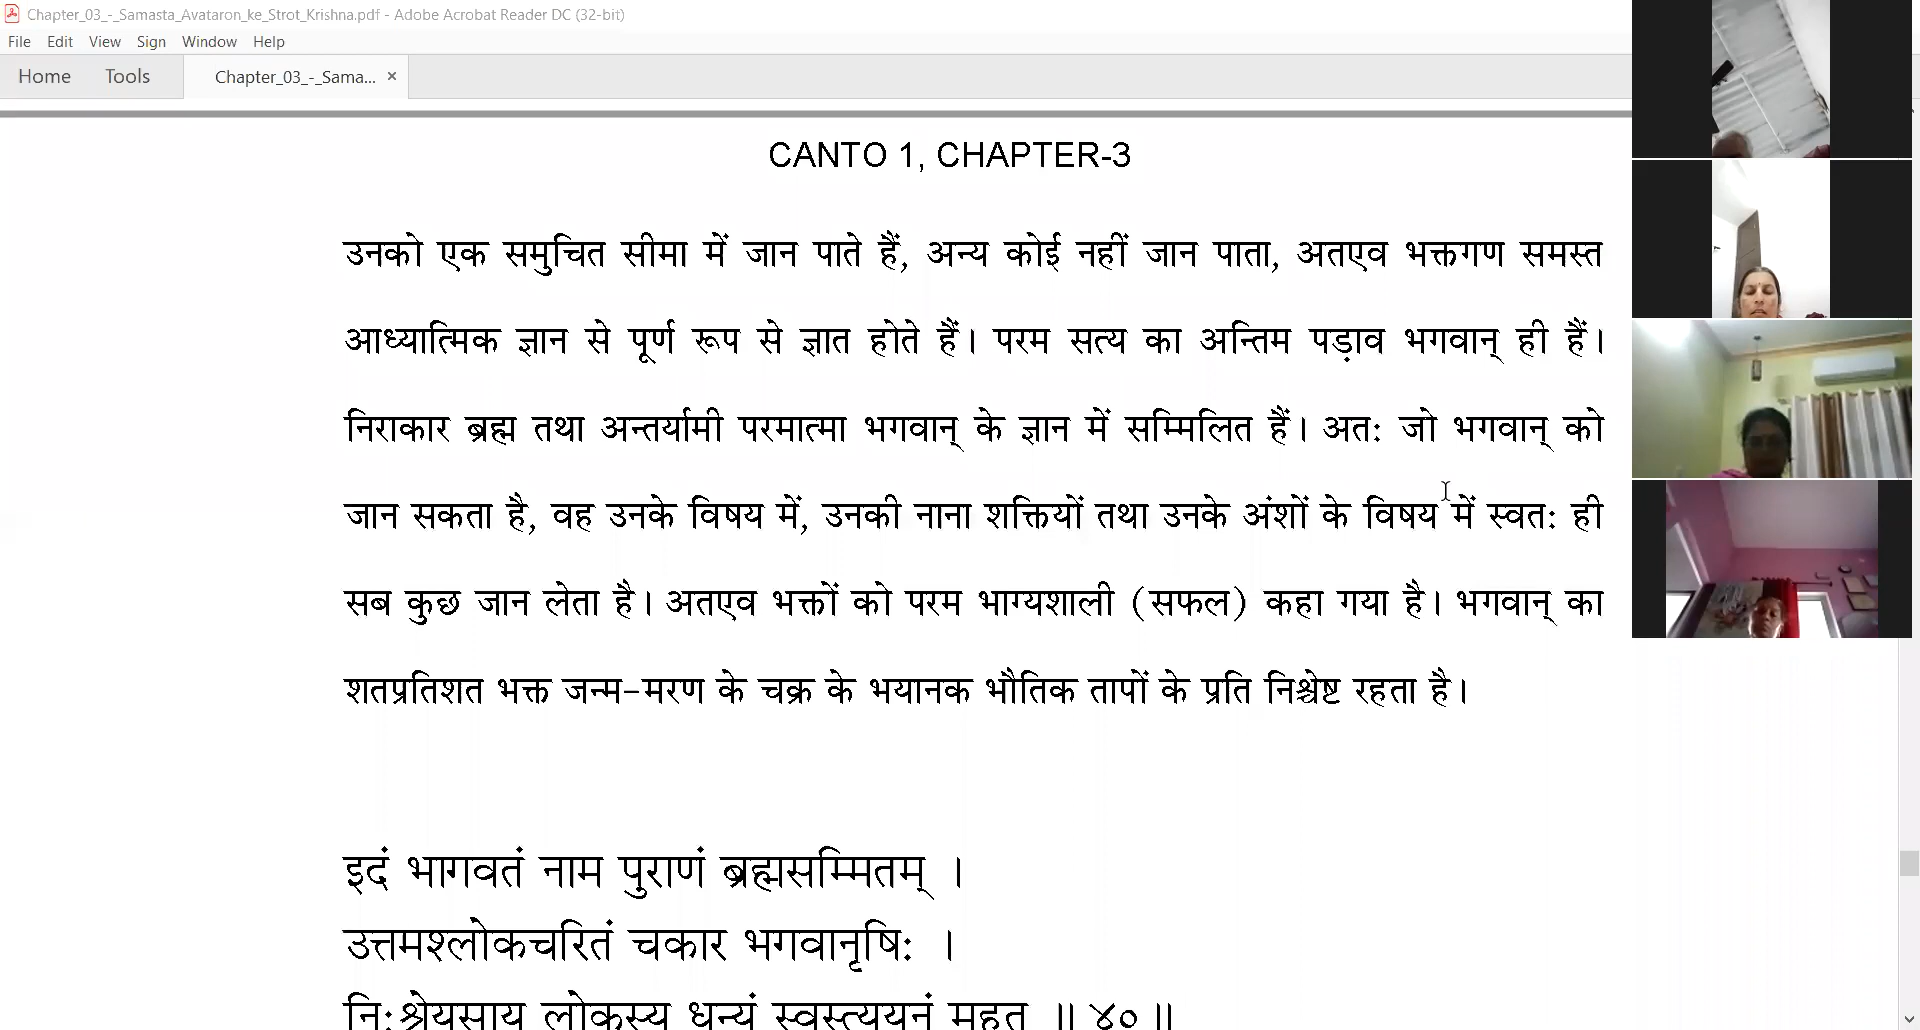 Chapter_03_-_Samasta_Avataron_ke_Strot_Krishna.pdf - Adobe Acrobat Reader DC (32-bit)
File Edit View Sign Window Help
Home Tools Chapter_03_-_Sama... ×
CANTO 1, CHAPTER-3
उनको एक समुचित सीमा में जान पाते हैं, अन्य कोई नहीं जान पाता, अतएव भक्तगण समस्त
आध्यात्मिक ज्ञान से पूर्ण रूप से ज्ञात होते हैं। परम सत्य का अन्तिम पड़ाव भगवान् ही हैं।
निराकार ब्रह्म तथा अन्तर्यामी परमात्मा भगवान् के ज्ञान में सम्मिलित हैं। अतः जो भगवान् को
जान सकता है, वह उनके विषय में, उनकी नाना शक्तियों तथा उनके अंशों के विषय में स्वतः ही
सब कुछ जान लेता है। अतएव भक्तों को परम भाग्यशाली (सफल) कहा गया है। भगवान् का
शतप्रतिशत भक्त जन्म-मरण के चक्र के भयानक भौतिक तापों के प्रति निश्चेष्ट रहता है।
इदं भागवतं नाम पुराणं ब्रह्मसम्मितम् ।
उत्तमश्लोकचरितं चकार भगवानृषिः ।
निःश्रेयसाय लोकस्य धन्यं स्वस्त्ययनं महत ॥ ४० ॥